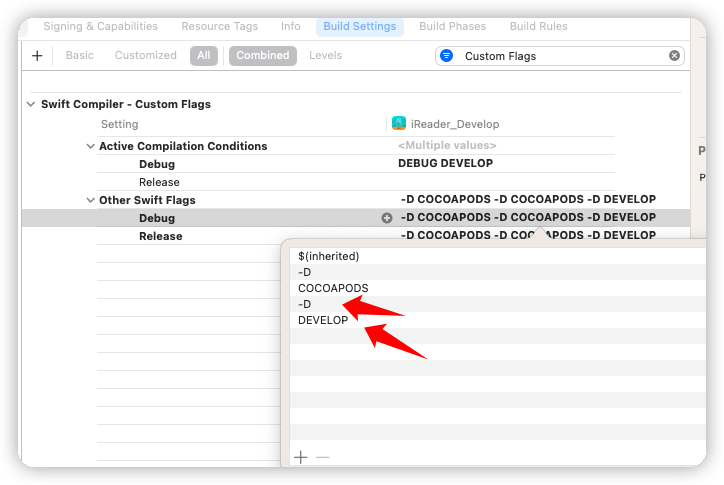 Signing & Capabilities Resource Tags Info Build Settings Build Phases Build Rules
+ Basic Customized All Combined Levels Custom Flags
Swift Compiler - Custom Flags
Setting iReader_Develop
Active Compilation Conditions <Multiple values>
Debug DEBUG DEVELOP
Release
Other Swift Flags -D COCOAPODS -D COCOAPODS -D DEVELOP
Debug -D COCOAPODS -D COCOAPODS -D DEVELOP
Release -D COCOAPODS -D COCOAPODS -D DEVELOP
$(inherited)
-D
COCOAPODS
-D
DEVELOP
P
P